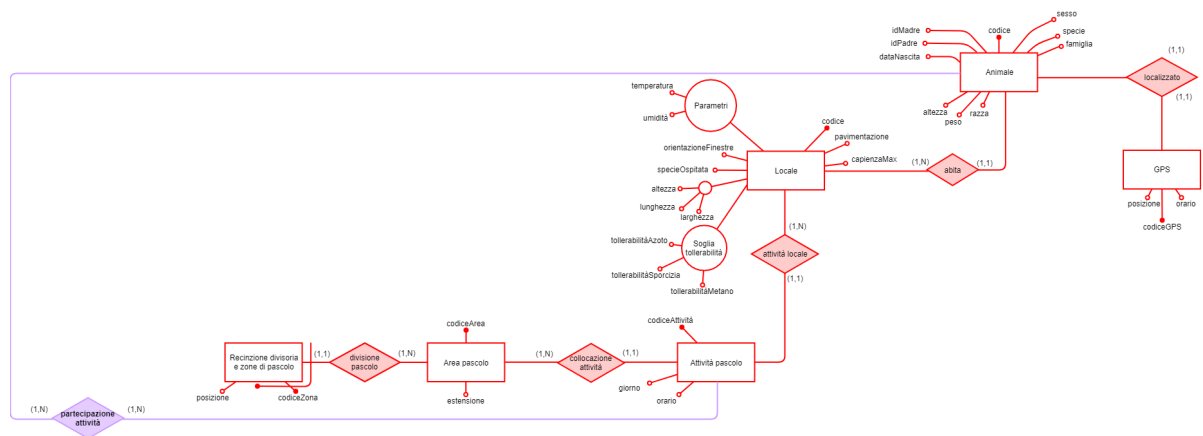 sesso
idMadre
codice
specie
idPadre
famiglia
dataNascita
(1,1)
Animale
localizzato
temperatura
(1,1)
Parametri
altezza
razza
peso
umidità
codice
pavimentazione
orientazioneFinestre
capienzaMax
specieOspitata
Locale
(1,N)
abita
(1,1)
GPS
altezza
lunghezza
larghezza
posizione
orario
codiceGPS
(1,N)
tollerabilitàAzoto
Soglia
tollerabilità
attività locale
tollerabilitàSporcizia
(1,1)
tollerabilitàMetano
codiceArea
codiceAttività
Recinzione divisoria
e zone di pascolo
(1,1)
divisione
pascolo
(1,N)
Area pascolo
(1,N)
collocazione
attività
(1,1)
Attività pascolo
posizione
codiceZona
estensione
giorno
orario
(1,N)
partecipazione
attività
(1,N)